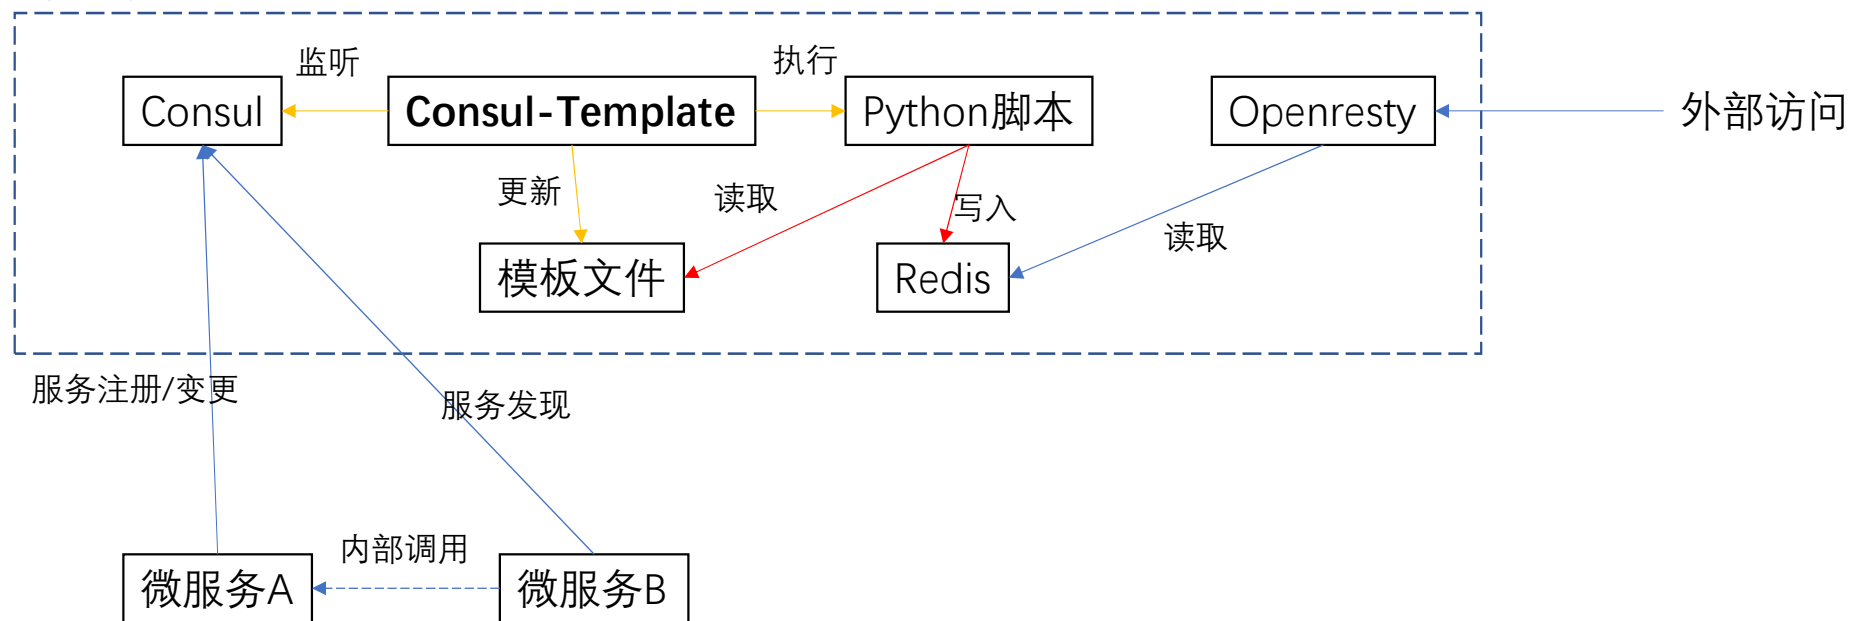 监听
执行
Consul
Consul-Template
Python脚本
Openresty
外部访问
更新
读取
写入
读取
模板文件
Redis
服务注册/变更
服务发现
内部调用
微服务A
微服务B